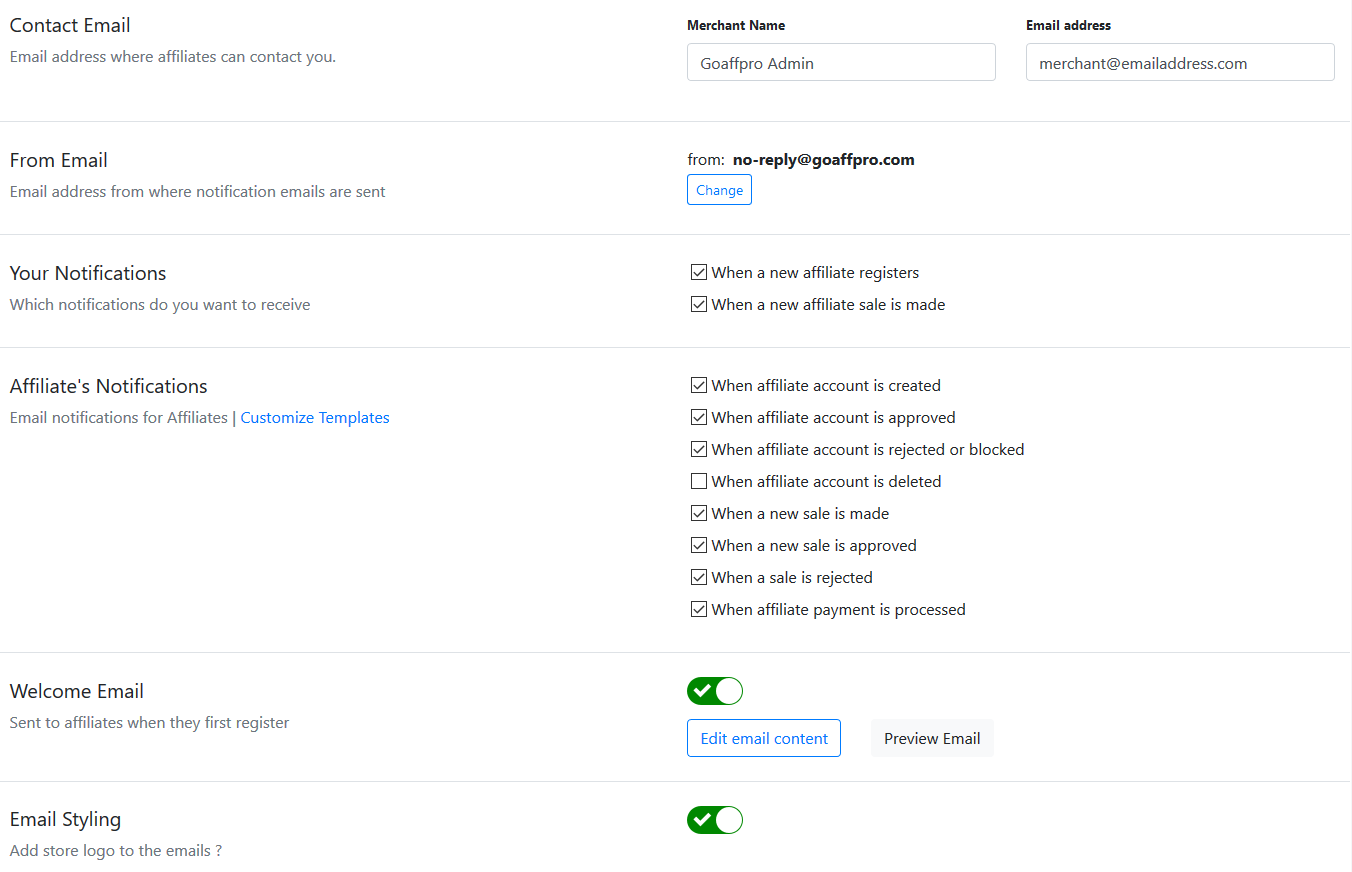 Contact Email
Email address where affiliates can contact you.
Merchant Name
Email address
Goaffpro Admin
merchant@emailaddress.com
From Email
Email address from where notification emails are sent
from: no-reply@goaffpro.com
Change
Your Notifications
Which notifications do you want to receive
When a new affiliate registers
When a new affiliate sale is made
Affiliate's Notifications
Email notifications for Affiliates | Customize Templates
When affiliate account is created
When affiliate account is approved
When affiliate account is rejected or blocked
When affiliate account is deleted
When a new sale is made
When a new sale is approved
When a sale is rejected
When affiliate payment is processed
Welcome Email
Sent to affiliates when they first register
Edit email content
Preview Email
Email Styling
Add store logo to the emails ?